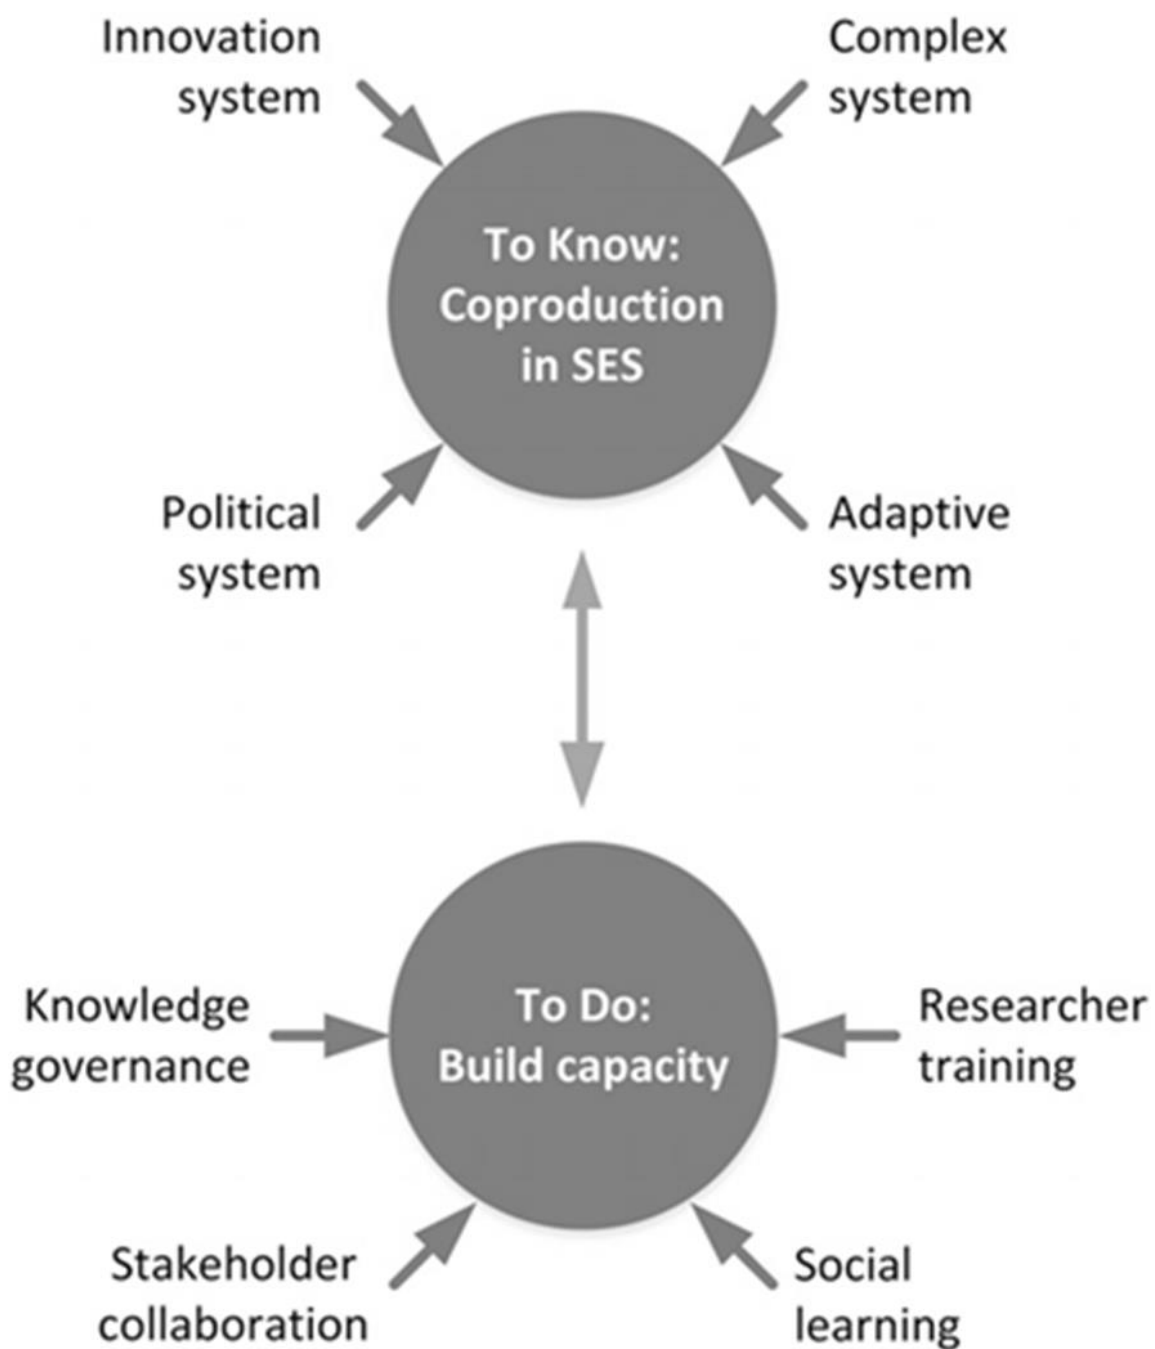 Innovation
system
Complex
system
To Know:
Coproduction
in SES
Political
system
Adaptive
system
Knowledge
governance
To Do:
Build capacity
Researcher
training
Stakeholder
collaboration
Social
learning